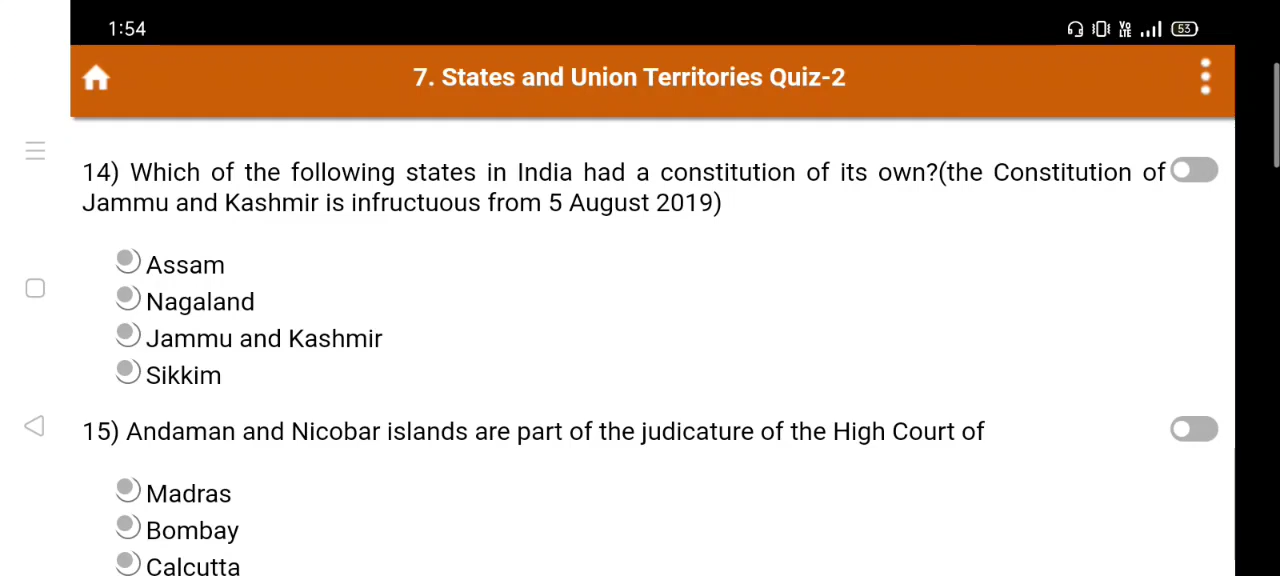 1:54
VO LTE 53
7. States and Union Territories Quiz-2
14) Which of the following states in India had a constitution of its own?(the Constitution of
Jammu and Kashmir is infructuous from 5 August 2019)
Assam
Nagaland
Jammu and Kashmir
Sikkim
15) Andaman and Nicobar islands are part of the judicature of the High Court of
Madras
Bombay
Calcutta